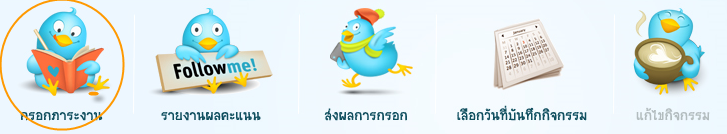 Followme!
January
กรอกภาระงาน
รายงานผลคะแนน
ส่งผลการกรอก
เลือกวันที่บันทึกกิจกรรม
แก้ไขกิจกรรม